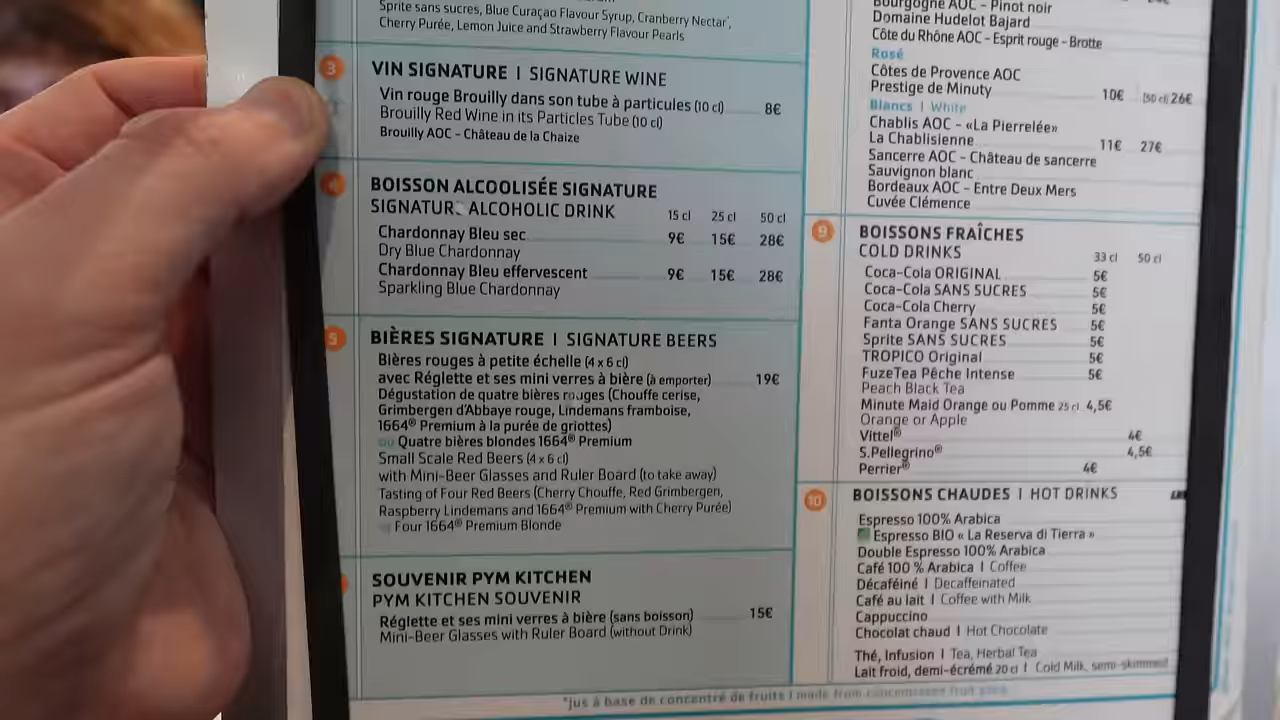 Sprite sans sucres, Blue Curaçao Flavour Syrup, Cranberry Nectar*,
Cherry Purée, Lemon Juice and Strawberry Flavour Pearls
3
VIN SIGNATURE | SIGNATURE WINE
Vin rouge Brouilly dans son tube à particules (10 cl) 8€
Brouilly Red Wine in its Particles Tube (10 cl)
Brouilly AOC - Château de la Chaize
BOISSON ALCOOLISÉE SIGNATURE
SIGNATURE ALCOHOLIC DRINK 15 cl 25 cl 50 cl
Chardonnay Bleu sec 9€ 15€ 28€
Dry Blue Chardonnay
Chardonnay Bleu effervescent 9€ 15€ 28€
Sparkling Blue Chardonnay
5
BIÈRES SIGNATURE | SIGNATURE BEERS
Bières rouges à petite échelle (4 x 6 cl)
avec Réglette et ses mini verres à bière (à emporter) 19€
Dégustation de quatre bières rouges (Chouffe cerise,
Grimbergen d'Abbaye rouge, Lindemans framboise,
1664® Premium à la purée de griottes)
ou Quatre bières blondes 1664® Premium
Small Scale Red Beers (4 x 6 cl)
with Mini-Beer Glasses and Ruler Board (to take away)
Tasting of Four Red Beers (Cherry Chouffe, Red Grimbergen,
Raspberry Lindemans and 1664® Premium with Cherry Purée)
Four 1664® Premium Blonde
SOUVENIR PYM KITCHEN
PYM KITCHEN SOUVENIR
Réglette et ses mini verres à bière (sans boisson) 15€
Mini-Beer Glasses with Ruler Board (without Drink)
Bourgogne AOC - Pinot noir
Domaine Hudelot Bajard
Côte du Rhône AOC - Esprit rouge - Brotte
Rosé
Côtes de Provence AOC
Prestige de Minuty 10€ (50 cl) 26€
Blancs | White
Chablis AOC - «La Pierrelée»
La Chablisienne 11€ 27€
Sancerre AOC - Château de sancerre
Sauvignon blanc
Bordeaux AOC - Entre Deux Mers
Cuvée Clémence
9
BOISSONS FRAÎCHES
COLD DRINKS 33 cl 50 cl
Coca-Cola ORIGINAL 5€
Coca-Cola SANS SUCRES 5€
Coca-Cola Cherry 5€
Fanta Orange SANS SUCRES 5€
Sprite SANS SUCRES 5€
TROPICO Original 5€
FuzeTea Pêche Intense 5€
Peach Black Tea
Minute Maid Orange ou Pomme 25 cl 4,5€
Orange or Apple
Vittel® 4€
S.Pellegrino® 4,5€
Perrier® 4€
10
BOISSONS CHAUDES | HOT DRINKS
Espresso 100% Arabica
Espresso BIO « La Reserva di Tierra »
Double Espresso 100% Arabica
Café 100 % Arabica | Coffee
Décaféiné | Decaffeinated
Café au lait | Coffee with Milk
Cappuccino
Chocolat chaud | Hot Chocolate
Thé, Infusion | Tea, Herbal Tea
Lait froid, demi-écrémé 20 cl | Cold Milk, semi-skimmed
*jus à base de concentré de fruits | made from concentrated fruit juice